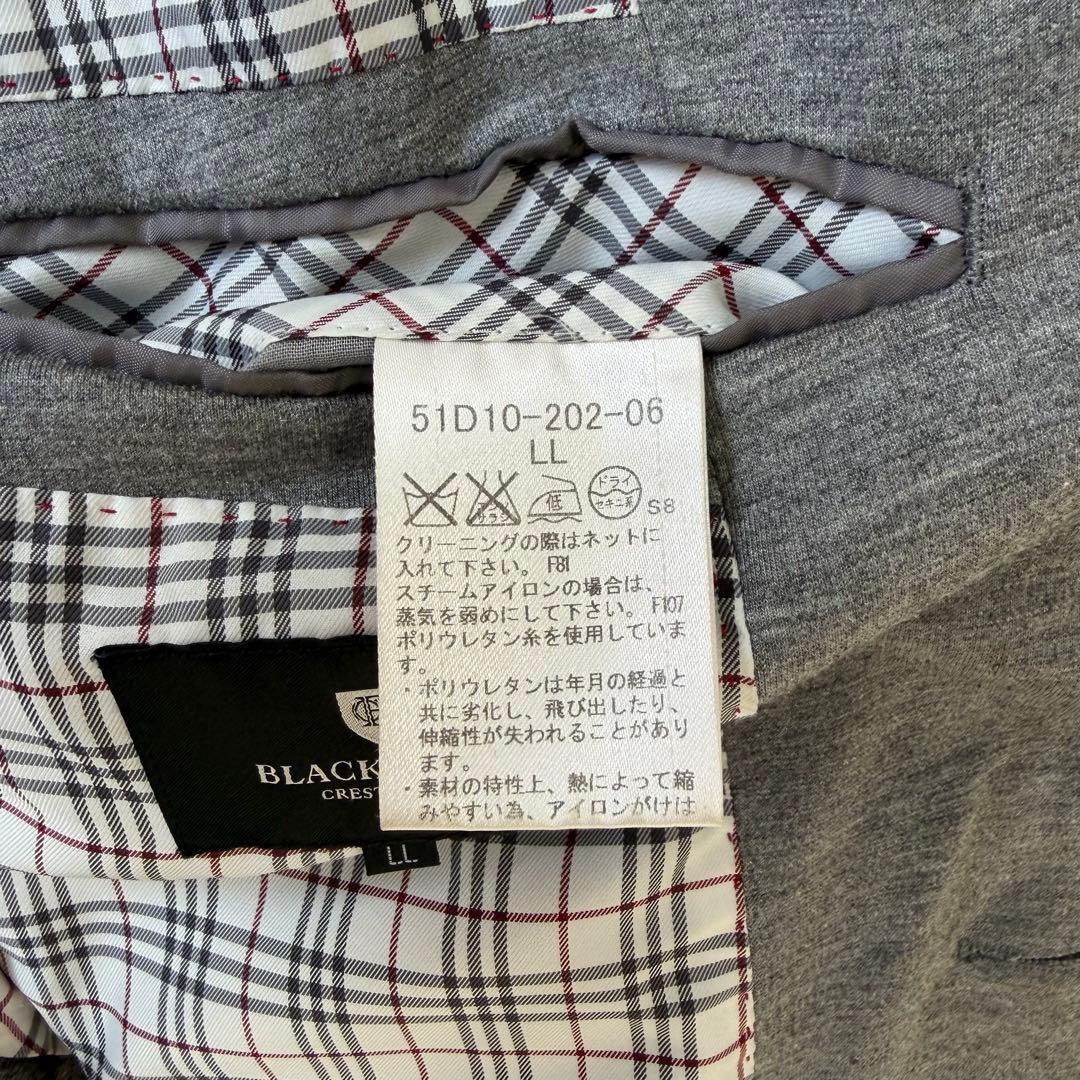 51D10-202-06
LL
サラシ
低
ドライ
セキユ系
S8
クリーニングの際はネットに
入れて下さい。 F81
スチームアイロンの場合は、
蒸気を弱めにして下さい。 F107
ポリウレタン糸を使用していま
す。
・ポリウレタンは年月の経過と
共に劣化し、飛び出したり、
伸縮性が失われることがあり
ます。
・素材の特性上、熱によって縮
みやすい為、アイロンがけは
BLACK
CREST
LL